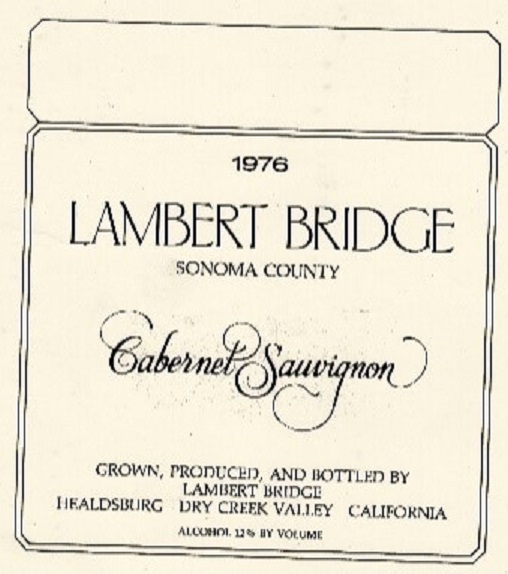 1976
LAMBERT BRIDGE
SONOMA COUNTY
Cabernet Sauvignon
GROWN, PRODUCED, AND BOTTLED BY
LAMBERT BRIDGE
HEALDSBURG DRY CREEK VALLEY CALIFORNIA
ALCOHOL 12% BY VOLUME